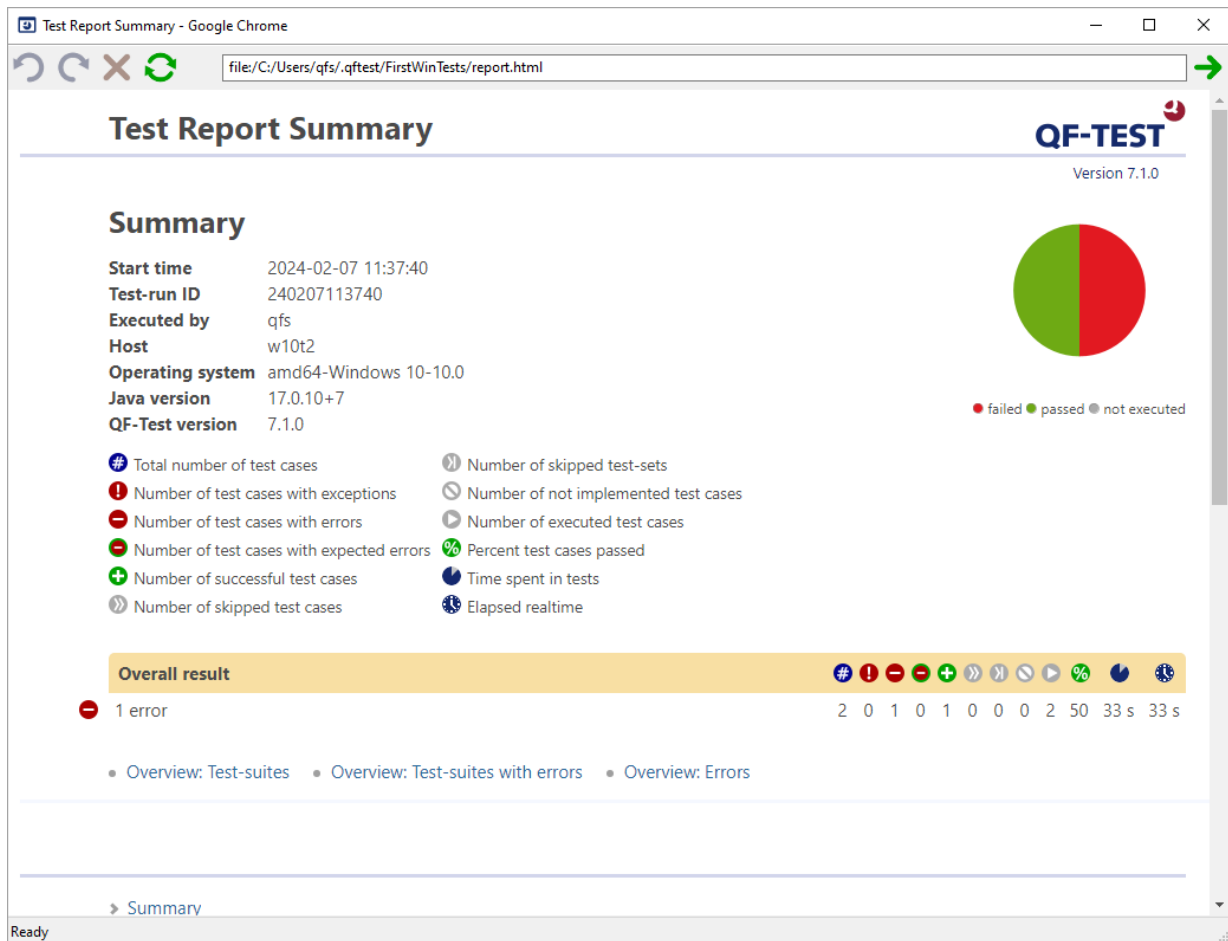 Test Report Summary - Google Chrome
file:/C:/Users/qfs/.qftest/FirstWinTests/report.html
Test Report Summary
QF-TEST
Version 7.1.0
Summary
Start time 2024-02-07 11:37:40
Test-run ID 240207113740
Executed by qfs
Host w10t2
Operating system amd64-Windows 10-10.0
Java version 17.0.10+7
QF-Test version 7.1.0
failed passed not executed
# Total number of test cases Number of skipped test-sets
! Number of test cases with exceptions Number of not implemented test cases
Number of test cases with errors Number of executed test cases
Number of test cases with expected errors % Percent test cases passed
Number of successful test cases Time spent in tests
Number of skipped test cases Elapsed realtime
Overall result # ! %
1 error 2 0 1 0 1 0 0 0 2 50 33 s 33 s
Overview: Test-suites Overview: Test-suites with errors Overview: Errors
Summary
Ready